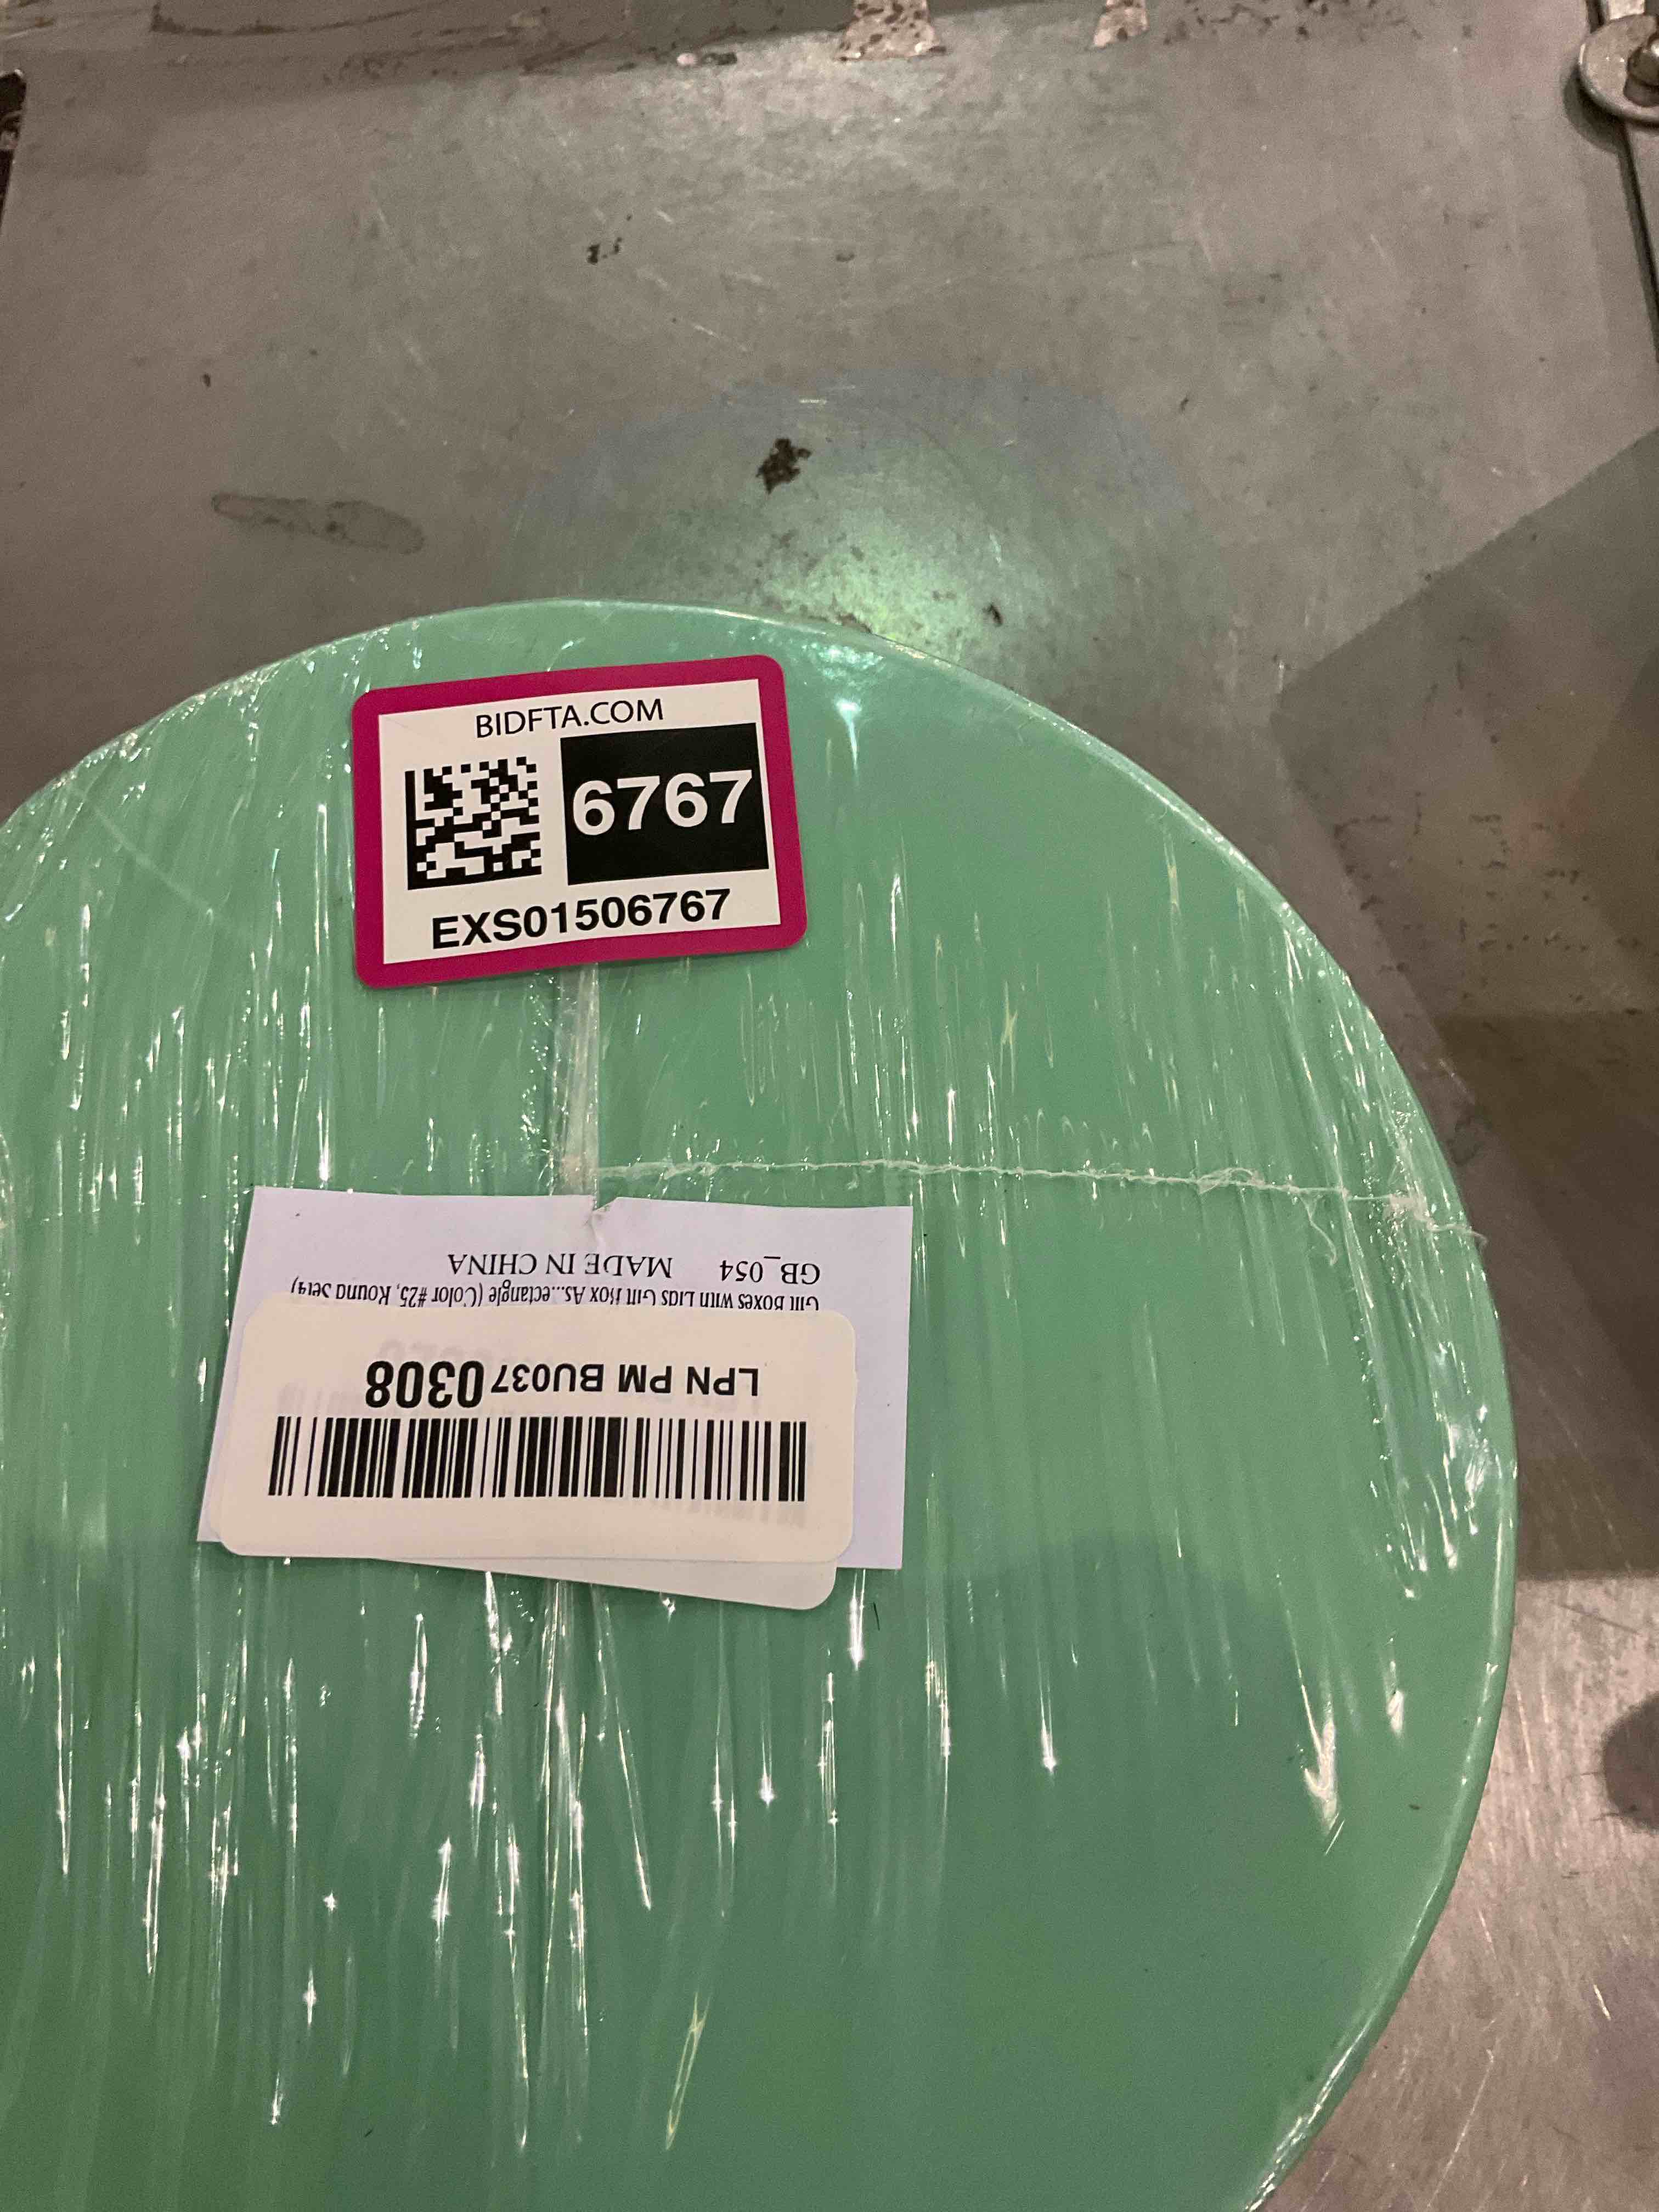 BIDFTA.COM
6767
EXS01506767
LPN PM BU0370308
Gift Boxes with Lids Gift Box As...ectangle (Color #25, Round Set4)
GB_054 MADE IN CHINA